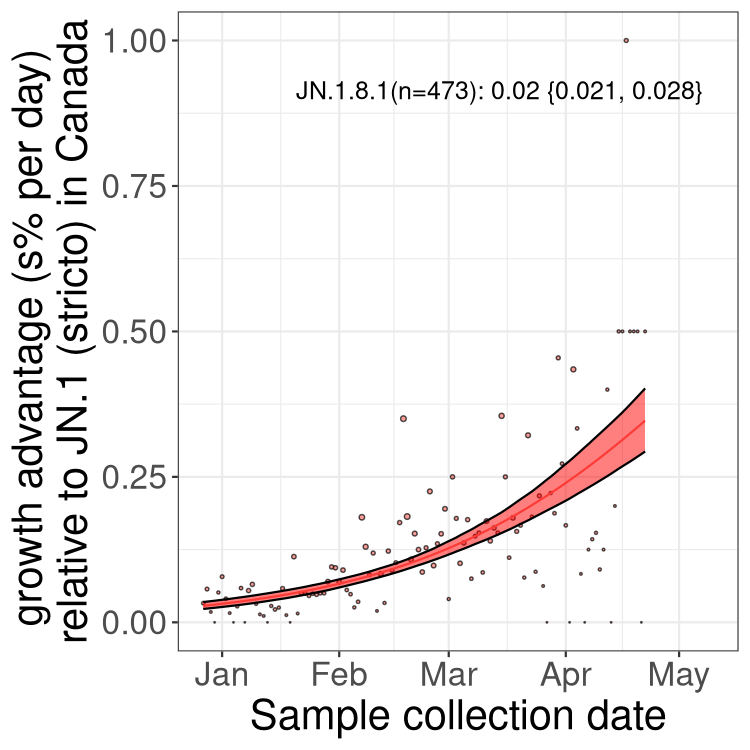 growth advantage (s% per day)
relative to JN.1 (stricto) in Canada
1.00
0.75
0.50
0.25
0.00
JN.1.8.1(n=473): 0.02 {0.021, 0.028}
Jan Feb Mar Apr May
Sample collection date